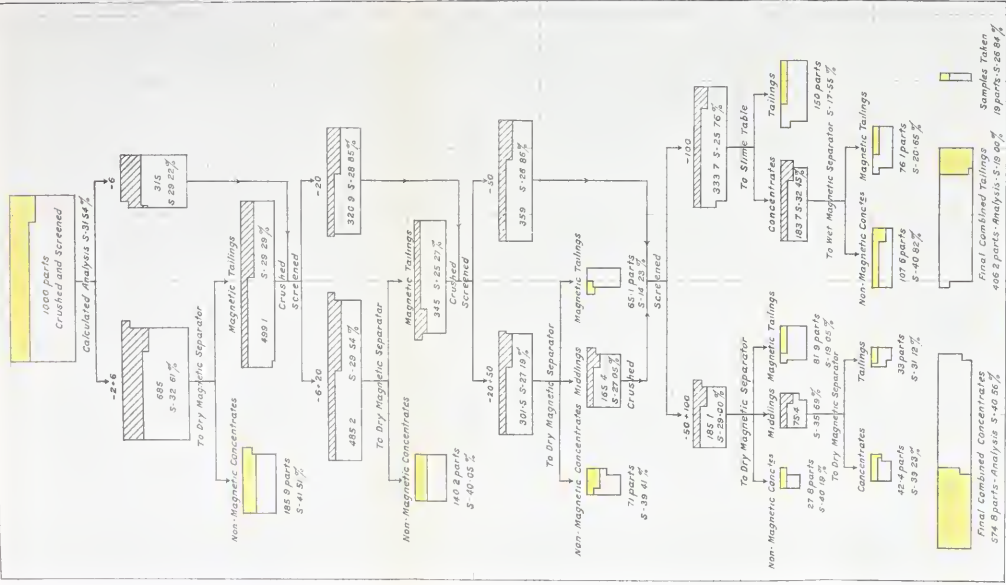 1000 parts
Crushed and Screened
Calculated Analysis S-31.54%
-2+6
-6
685
S-32.61%
315
S 29.22%
To Dry Magnetic Separator
Non-Magnetic Concentrates
Magnetic Tailings
185.9 parts
S-41.51%
499.1
S-29.29%
Crushed
Screened
-6+20
-20
485.2
S-29.54%
320.9 S-28.85%
To Dry Magnetic Separator
Non-Magnetic Concentrates
Magnetic Tailings
140.2 parts
S-40.05%
345 S-25.27%
Crushed
Screened
-20+50
-50
301.5 S-27.19%
359 S-28.86%
To Dry Magnetic Separator
Non-Magnetic Concentrates
Middlings
Magnetic Tailings
71 parts
S-39.41%
165.4
S-27.05%
65.1 parts
S-14.23%
Crushed
Screened
-50+100
-100
185.1
S-29.00%
333.7 S-25.76%
To Dry Magnetic Separator
To Slime Table
Non-Magnetic Conctes
Middlings
Magnetic Tailings
Concentrates
Tailings
27.8 parts
S-40.19%
75.4
S-35.69%
81.9 parts
S-19.05%
183.7 S-32.45%
150 parts
S-17.55%
To Dry Magnetic Separator
To Wet Magnetic Separator
Concentrates
Tailings
Non-Magnetic Conctes
Magnetic Tailings
42.4 parts
S-39.23%
33 parts
S-31.12%
107.6 parts
S-40.82%
76.1 parts
S-20.65%
Final Combined Concentrates
574.8 parts-Analysis S-40.56%
Final Combined Tailings
406.2 parts-Analysis-S-19.00%
Samples Taken
19 parts-S-26.84%